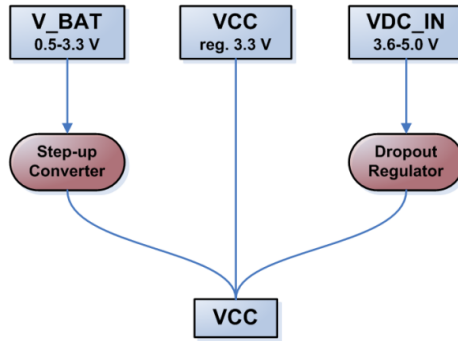 V_BAT
0.5-3.3 V
VCC
reg. 3.3 V
VDC_IN
3.6-5.0 V
Step-up
Converter
Dropout
Regulator
VCC